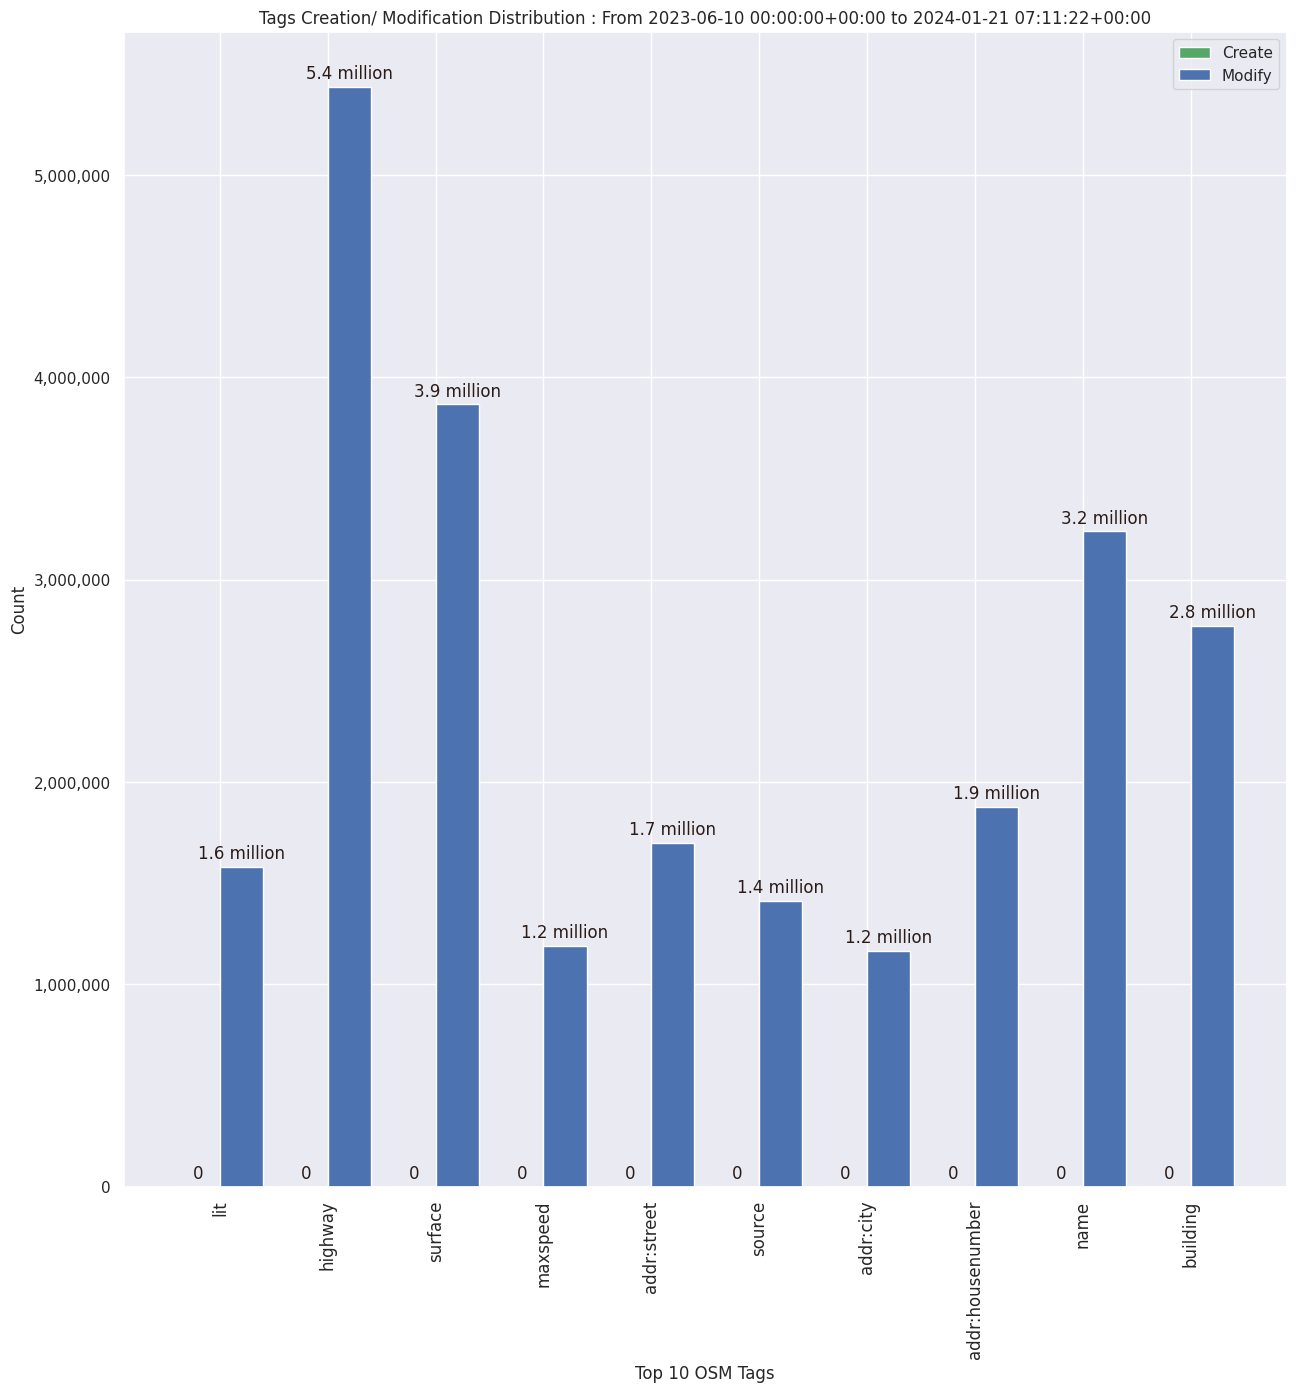 Tags Creation/ Modification Distribution : From 2023-06-10 00:00:00+00:00 to 2024-01-21 07:11:22+00:00
Create
Modify
5.4 million
5,000,000
4,000,000
3.9 million
3.2 million
3,000,000
2.8 million
Count
2,000,000
1.9 million
1.7 million
1.6 million
1.4 million
1.2 million
1.2 million
1,000,000
0
0
0
0
0
0
0
0
0
0
0
lit
highway
surface
maxspeed
addr:street
source
addr:city
addr:housenumber
name
building
Top 10 OSM Tags